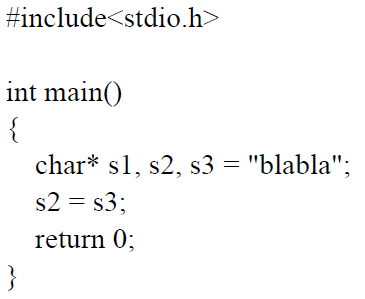 #include<stdio.h>
int main()
{
char* s1, s2, s3 = "blabla";
s2 = s3;
return 0;
}